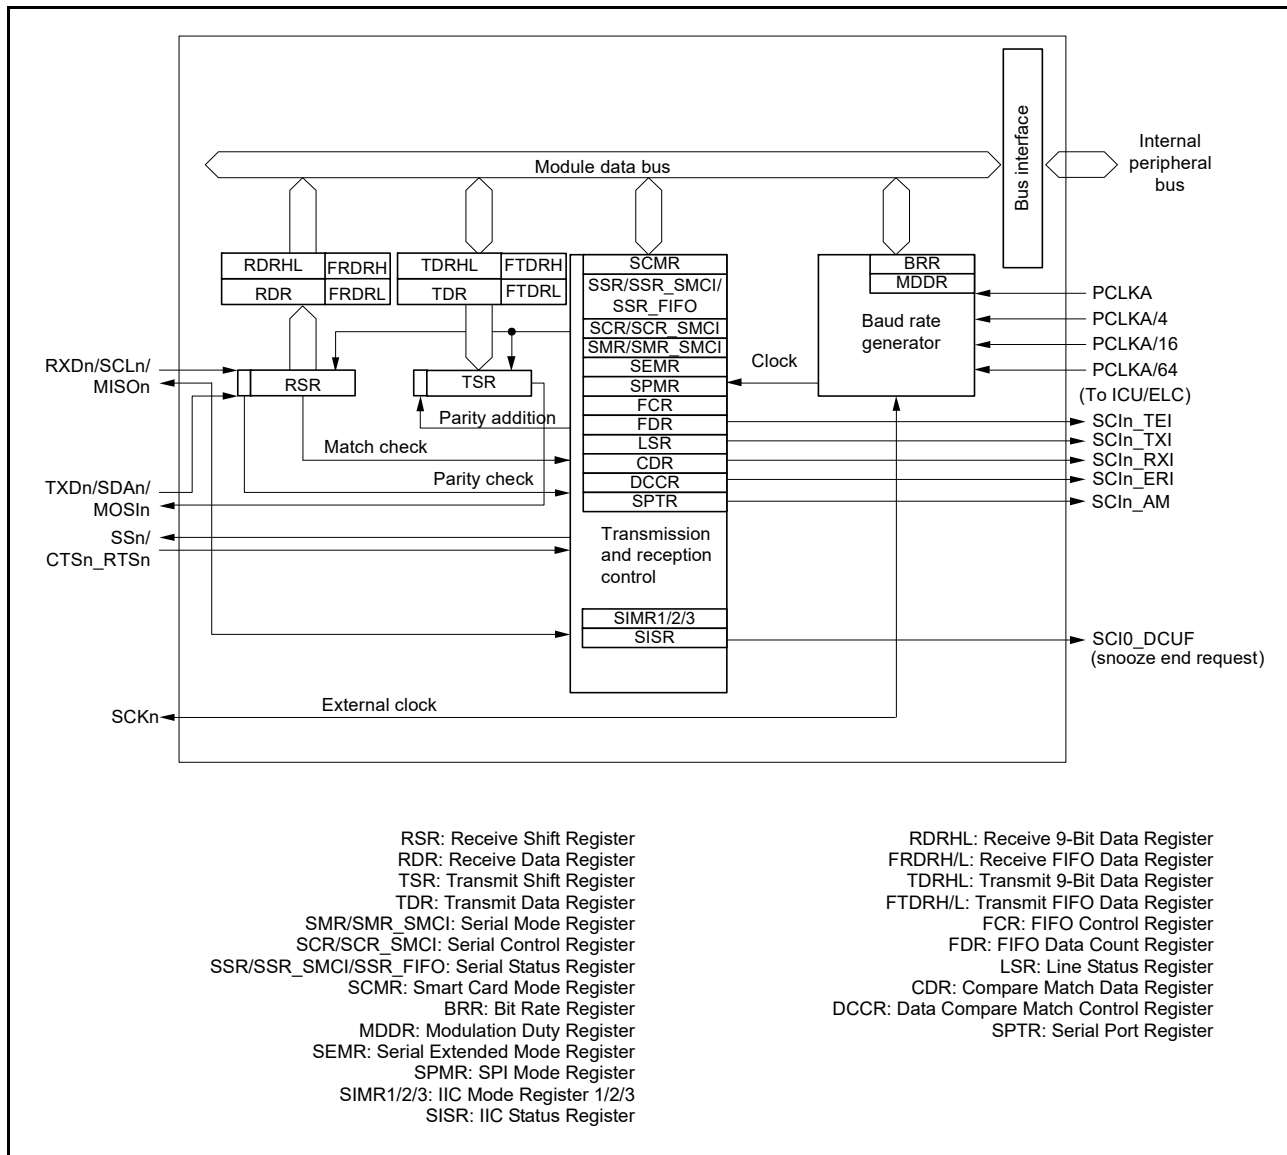 Bus interface
Internal
peripheral
bus
Module data bus
RDRHL
FRDRH
RDR
FRDRL
TDRHL
FTDRH
TDR
FTDRL
SCMR
SSR/SSR_SMCI/
SSR_FIFO
SCR/SCR_SMCI
SMR/SMR_SMCI
SEMR
SPMR
FCR
FDR
LSR
CDR
DCCR
SPTR
Transmission
and reception
control
SIMR1/2/3
SISR
BRR
MDDR
Baud rate
generator
Clock
PCLKA
PCLKA/4
PCLKA/16
PCLKA/64
(To ICU/ELC)
SCIn_TEI
SCIn_TXI
SCIn_RXI
SCIn_ERI
SCIn_AM
SCI0_DCUF
(snooze end request)
RXDn/SCLn/
MISOn
RSR
TSR
Parity addition
Match check
Parity check
TXDn/SDAn/
MOSIn
SSn/
CTSn_RTSn
SCKn
External clock
RSR: Receive Shift Register
RDR: Receive Data Register
TSR: Transmit Shift Register
TDR: Transmit Data Register
SMR/SMR_SMCI: Serial Mode Register
SCR/SCR_SMCI: Serial Control Register
SSR/SSR_SMCI/SSR_FIFO: Serial Status Register
SCMR: Smart Card Mode Register
BRR: Bit Rate Register
MDDR: Modulation Duty Register
SEMR: Serial Extended Mode Register
SPMR: SPI Mode Register
SIMR1/2/3: IIC Mode Register 1/2/3
SISR: IIC Status Register
RDRHL: Receive 9-Bit Data Register
FRDRH/L: Receive FIFO Data Register
TDRHL: Transmit 9-Bit Data Register
FTDRH/L: Transmit FIFO Data Register
FCR: FIFO Control Register
FDR: FIFO Data Count Register
LSR: Line Status Register
CDR: Compare Match Data Register
DCCR: Data Compare Match Control Register
SPTR: Serial Port Register